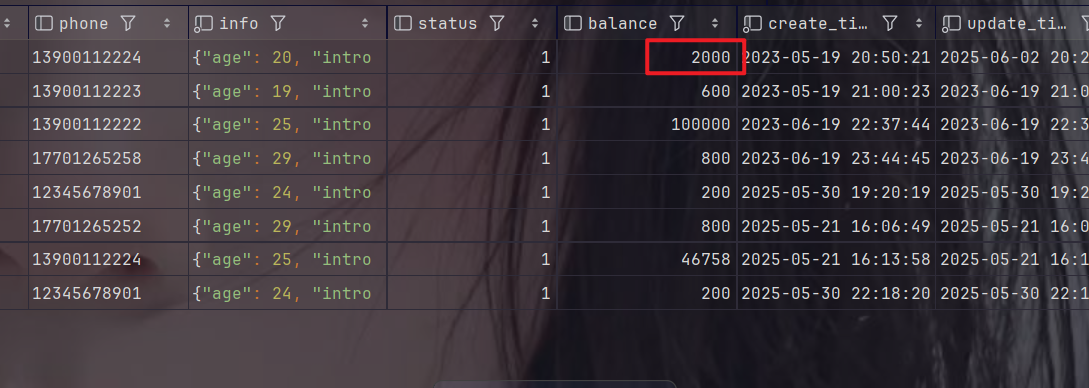 phone info status balance create_ti… update_ti…
13900112224 {"age": 20, "intro 1 2000 2023-05-19 20:50:21 2025-06-02 20:2
13900112223 {"age": 19, "intro 1 600 2023-05-19 21:00:23 2023-06-19 21:0
13900112222 {"age": 25, "intro 1 100000 2023-06-19 22:37:44 2023-06-19 22:3
17701265258 {"age": 29, "intro 1 800 2023-06-19 23:44:45 2023-06-19 23:4
12345678901 {"age": 24, "intro 1 200 2025-05-30 19:20:19 2025-05-30 19:2
17701265252 {"age": 29, "intro 1 800 2025-05-21 16:06:49 2025-05-21 16:0
13900112224 {"age": 25, "intro 1 46758 2025-05-21 16:13:58 2025-05-21 16:1
12345678901 {"age": 24, "intro 1 200 2025-05-30 22:18:20 2025-05-30 22:1